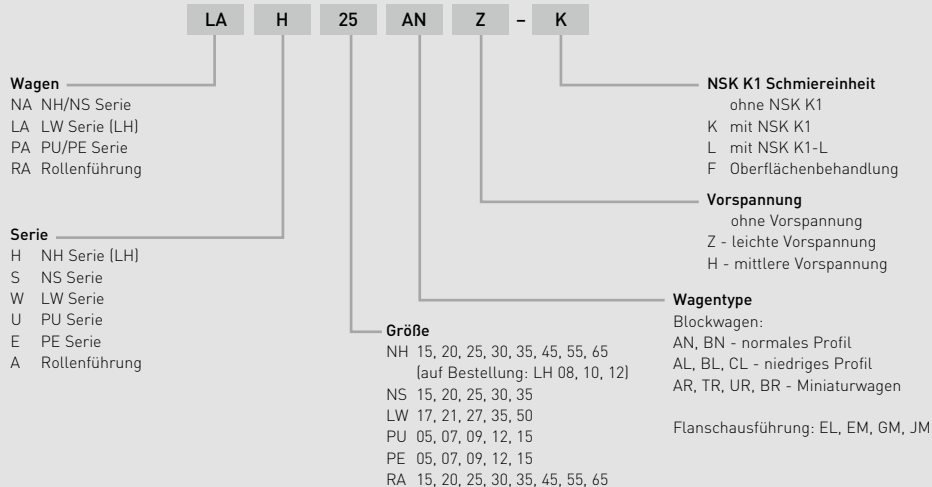 LA H 25 AN Z – K
Wagen
NA NH/NS Serie
LA LW Serie (LH)
PA PU/PE Serie
RA Rollenführung
Serie
H NH Serie (LH)
S NS Serie
W LW Serie
U PU Serie
E PE Serie
A Rollenführung
Größe
NH 15, 20, 25, 30, 35, 45, 55, 65
(auf Bestellung: LH 08, 10, 12)
NS 15, 20, 25, 30, 35
LW 17, 21, 27, 35, 50
PU 05, 07, 09, 12, 15
PE 05, 07, 09, 12, 15
RA 15, 20, 25, 30, 35, 45, 55, 65
NSK K1 Schmiereinheit
ohne NSK K1
K mit NSK K1
L mit NSK K1-L
F Oberflächenbehandlung
Vorspannung
ohne Vorspannung
Z - leichte Vorspannung
H - mittlere Vorspannung
Wagentype
Blockwagen:
AN, BN - normales Profil
AL, BL, CL - niedriges Profil
AR, TR, UR, BR - Miniaturwagen
Flanschausführung: EL, EM, GM, JM